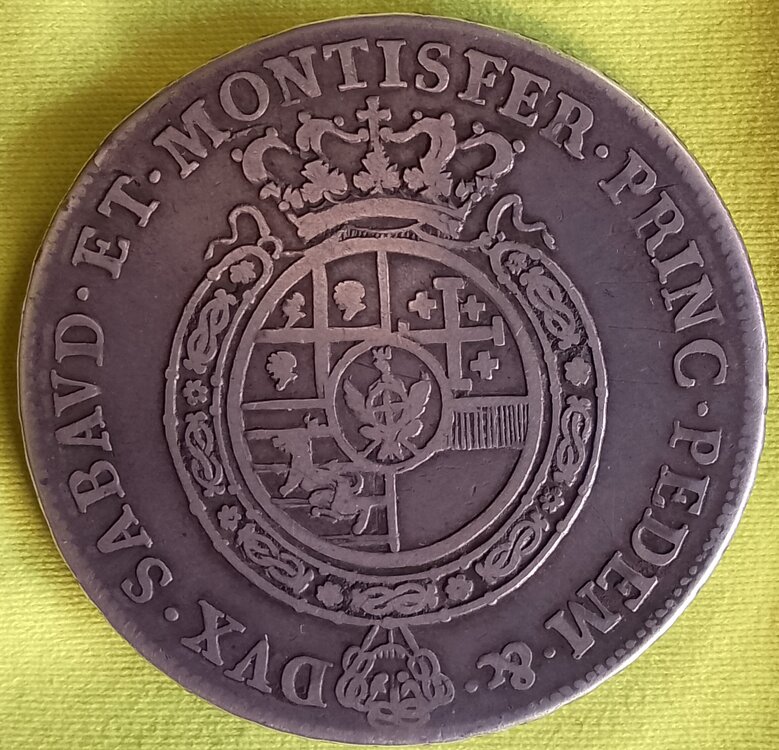 DVX · SABAVD · ET · MONTISFER · PRINC · PEDEM · & ·